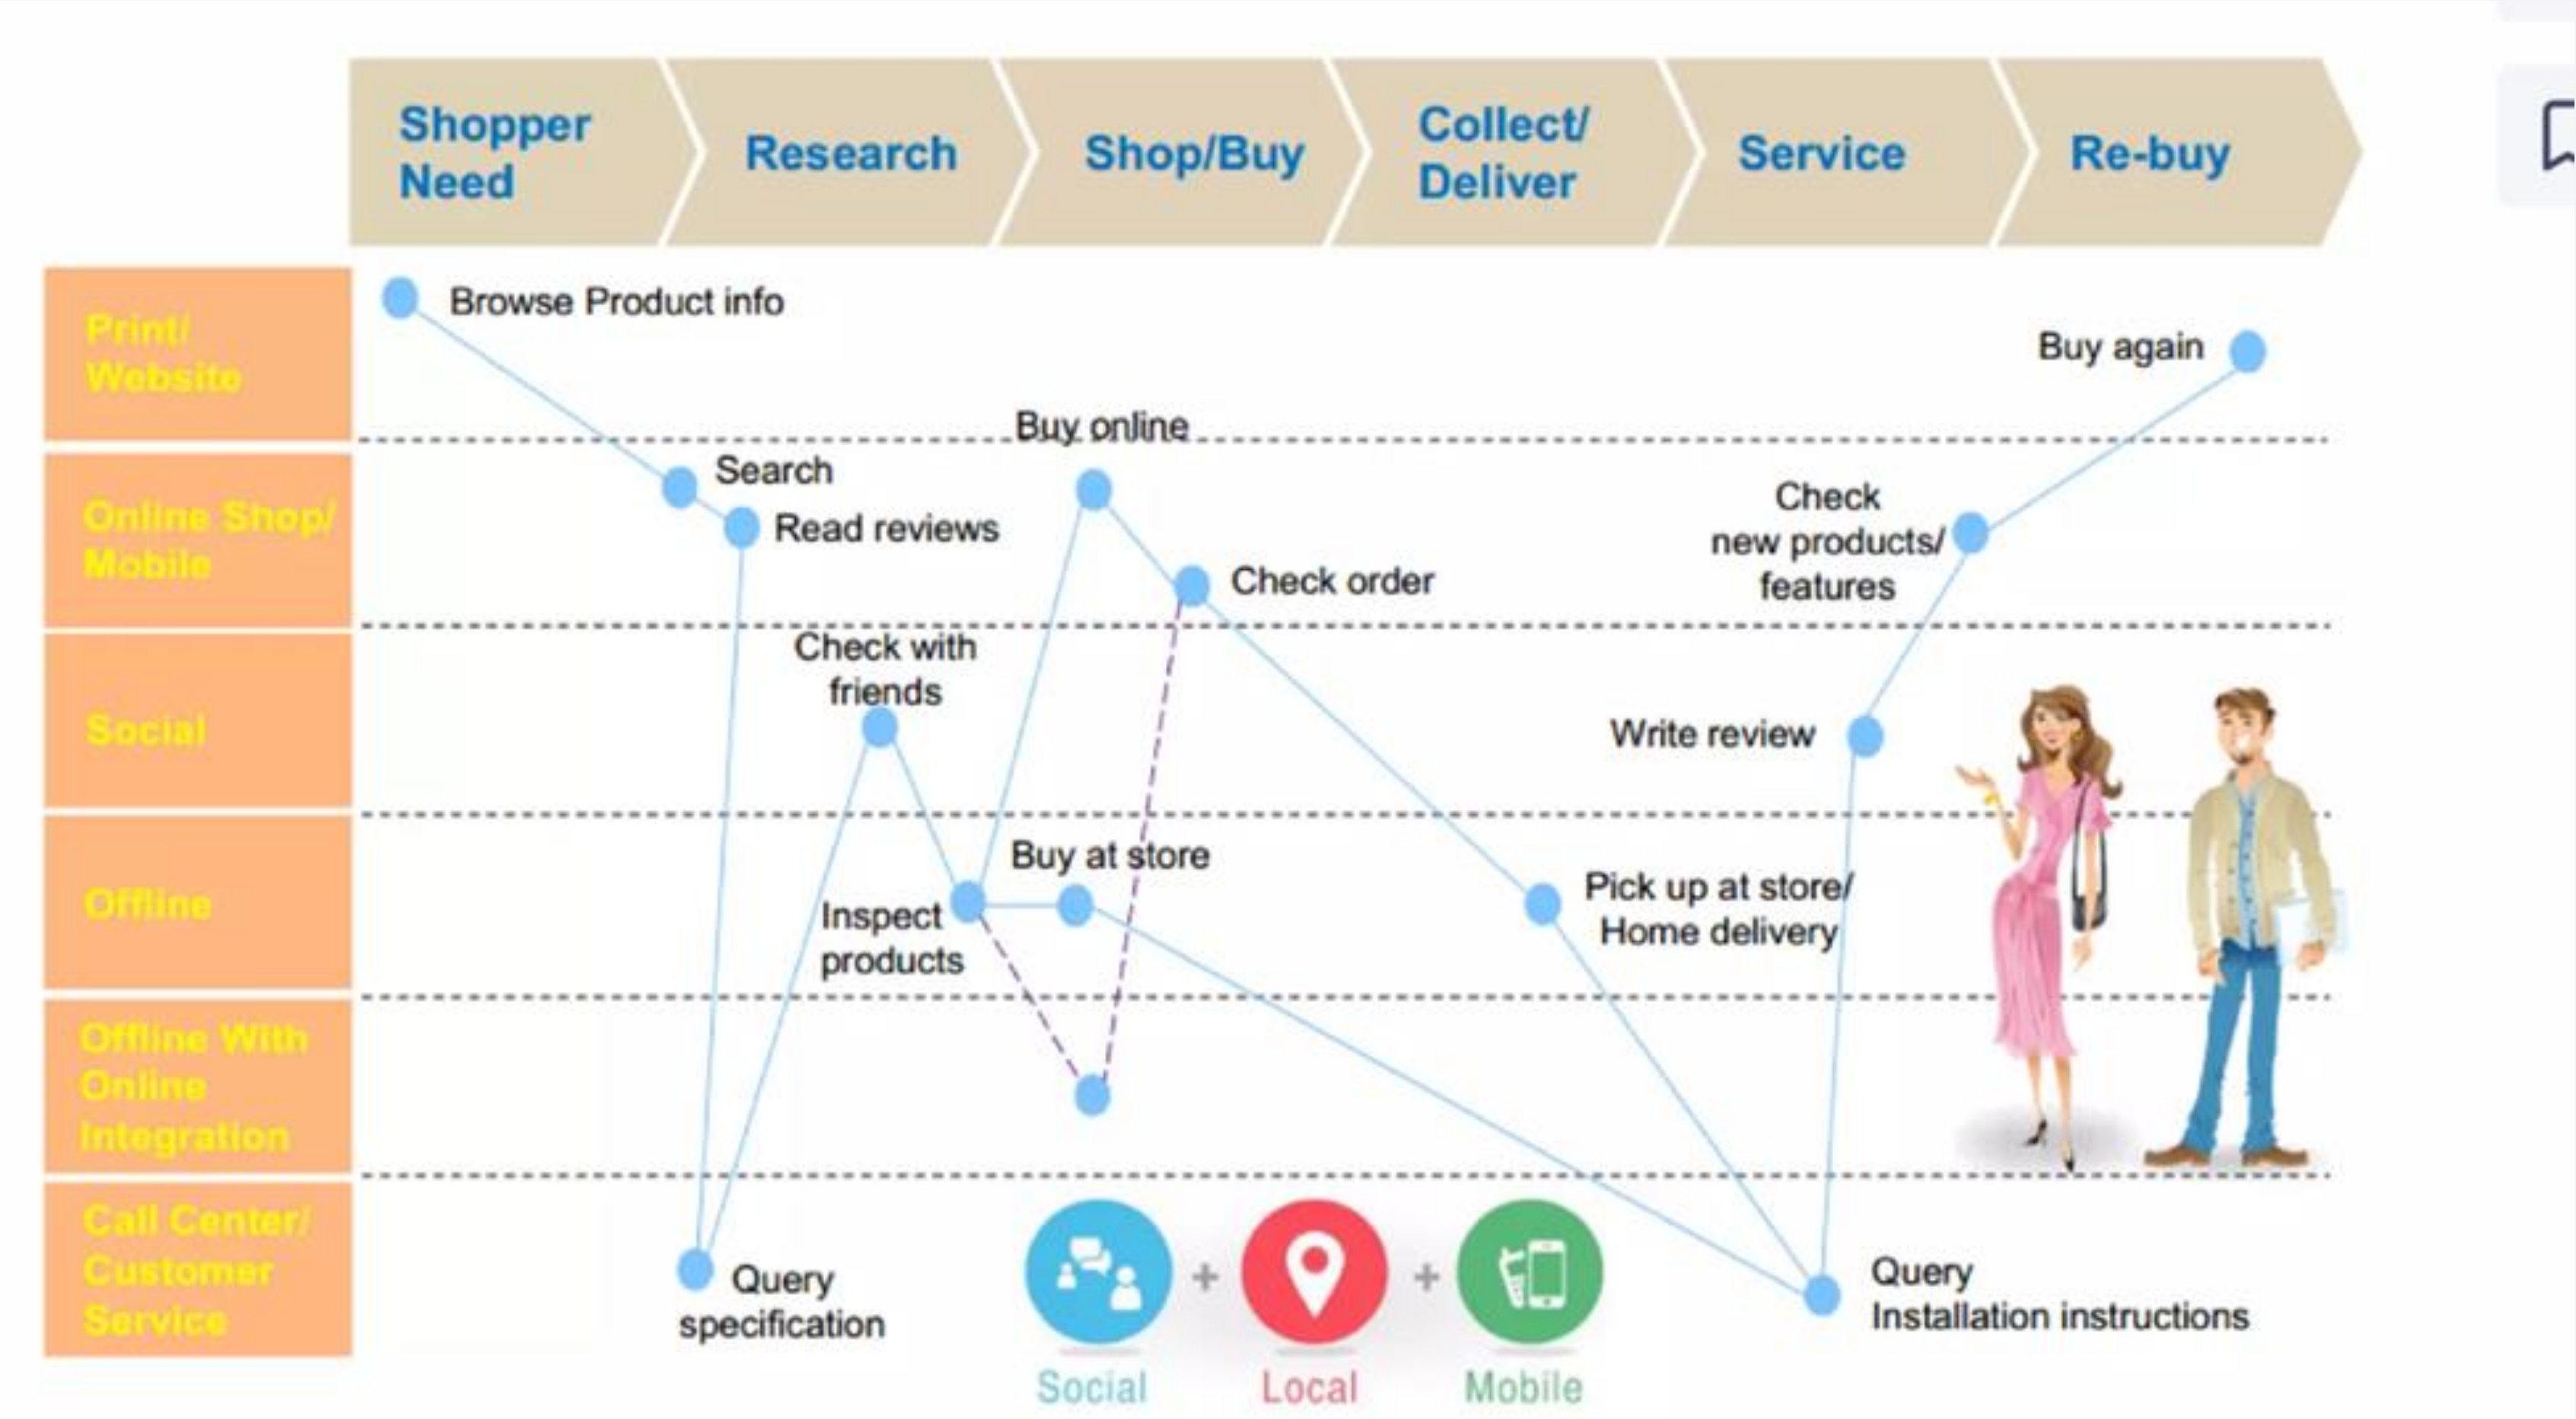 Shopper
Need
Research
Shop/Buy
Collect/
Deliver
Service
Re-buy
Print/
Website
Browse Product info
Buy again
Buy online
Online Shop/
Mobile
Search
Read reviews
Check order
Check
new products/
features
Social
Check with
friends
Write review
Offline
Buy at store
Inspect
products
Pick up at store/
Home delivery
Offline With
Online
Integration
Call Center/
Customer
Service
Query
specification
Query
Installation instructions
+
+
Social
Local
Mobile